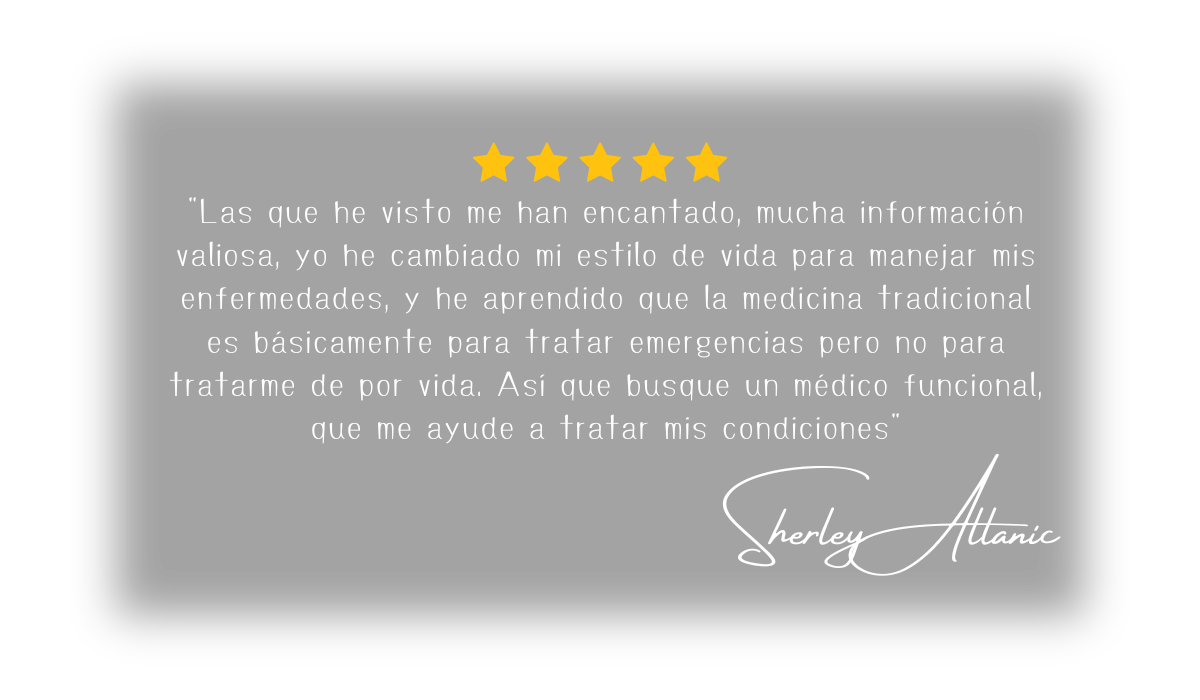 "Las que he visto me han encantado, mucha información
valiosa, yo he cambiado mi estilo de vida para manejar mis
enfermedades, y he aprendido que la medicina tradicional
es básicamente para tratar emergencias pero no para
tratarme de por vida. Así que busque un médico funcional,
que me ayude a tratar mis condiciones"
Sherley Attanic